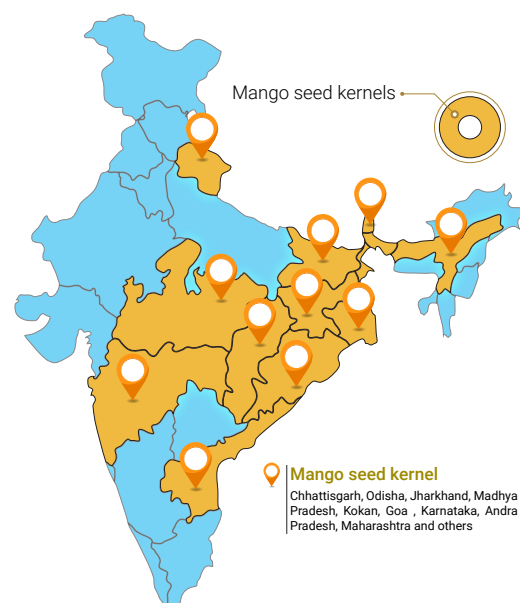 Mango seed kernels
Mango seed kernel
Chhattisgarh, Odisha, Jharkhand, Madhya
Pradesh, Kokan, Goa , Karnataka, Andra
Pradesh, Maharashtra and others